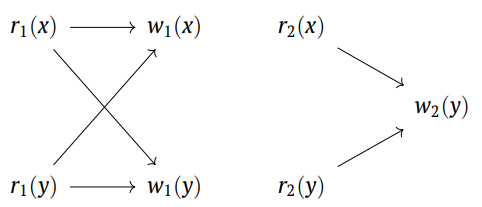 r₁(x) w₁(x) r₂(x)
w₂(y)
r₁(y) w₁(y) r₂(y)